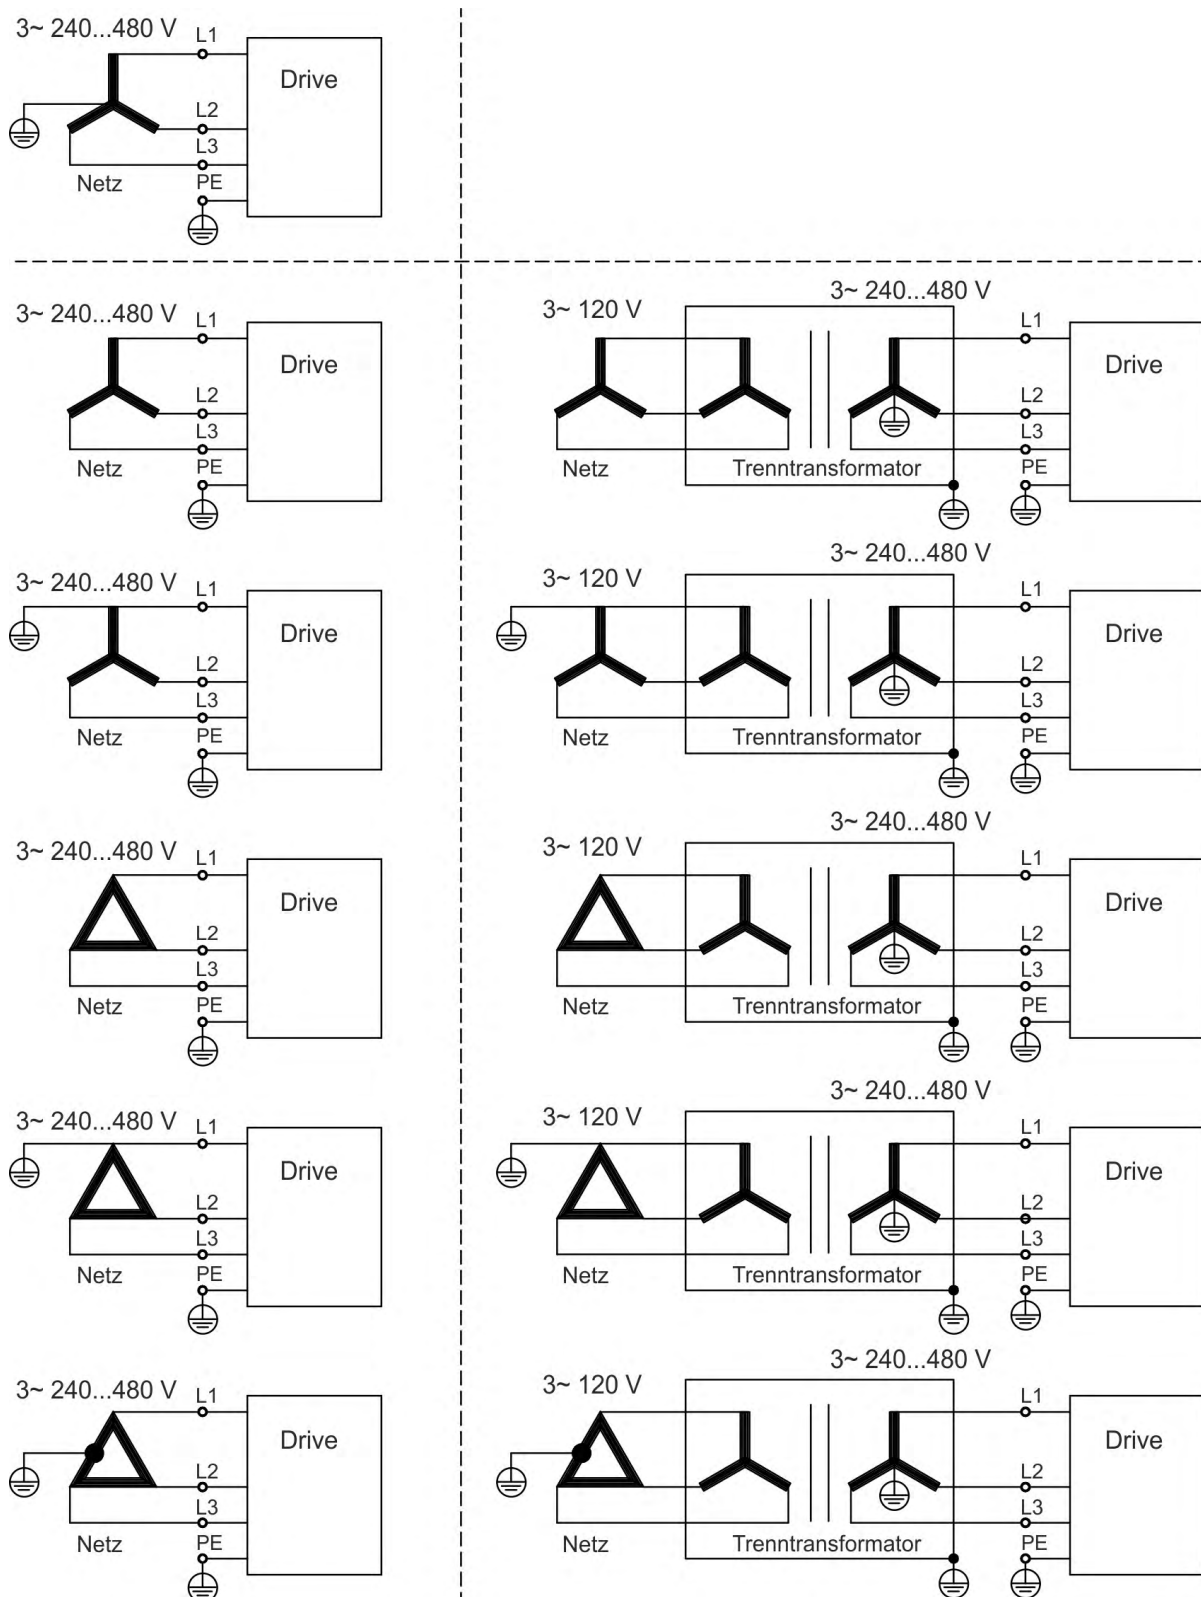 3~ 240...480 V
L1
Drive
L2
L3
Netz
PE
3~ 240...480 V
L1
Drive
L2
L3
Netz
PE
3~ 120 V
3~ 240...480 V
L1
Drive
L2
L3
Netz
Trenntransformator
PE
3~ 240...480 V
L1
Drive
L2
L3
Netz
PE
3~ 120 V
3~ 240...480 V
L1
Drive
L2
L3
Netz
Trenntransformator
PE
3~ 240...480 V
L1
Drive
L2
L3
Netz
PE
3~ 120 V
3~ 240...480 V
L1
Drive
L2
L3
Netz
Trenntransformator
PE
3~ 240...480 V
L1
Drive
L2
L3
Netz
PE
3~ 120 V
3~ 240...480 V
L1
Drive
L2
L3
Netz
Trenntransformator
PE
3~ 240...480 V
L1
Drive
L2
L3
Netz
PE
3~ 120 V
3~ 240...480 V
L1
Drive
L2
L3
Netz
Trenntransformator
PE